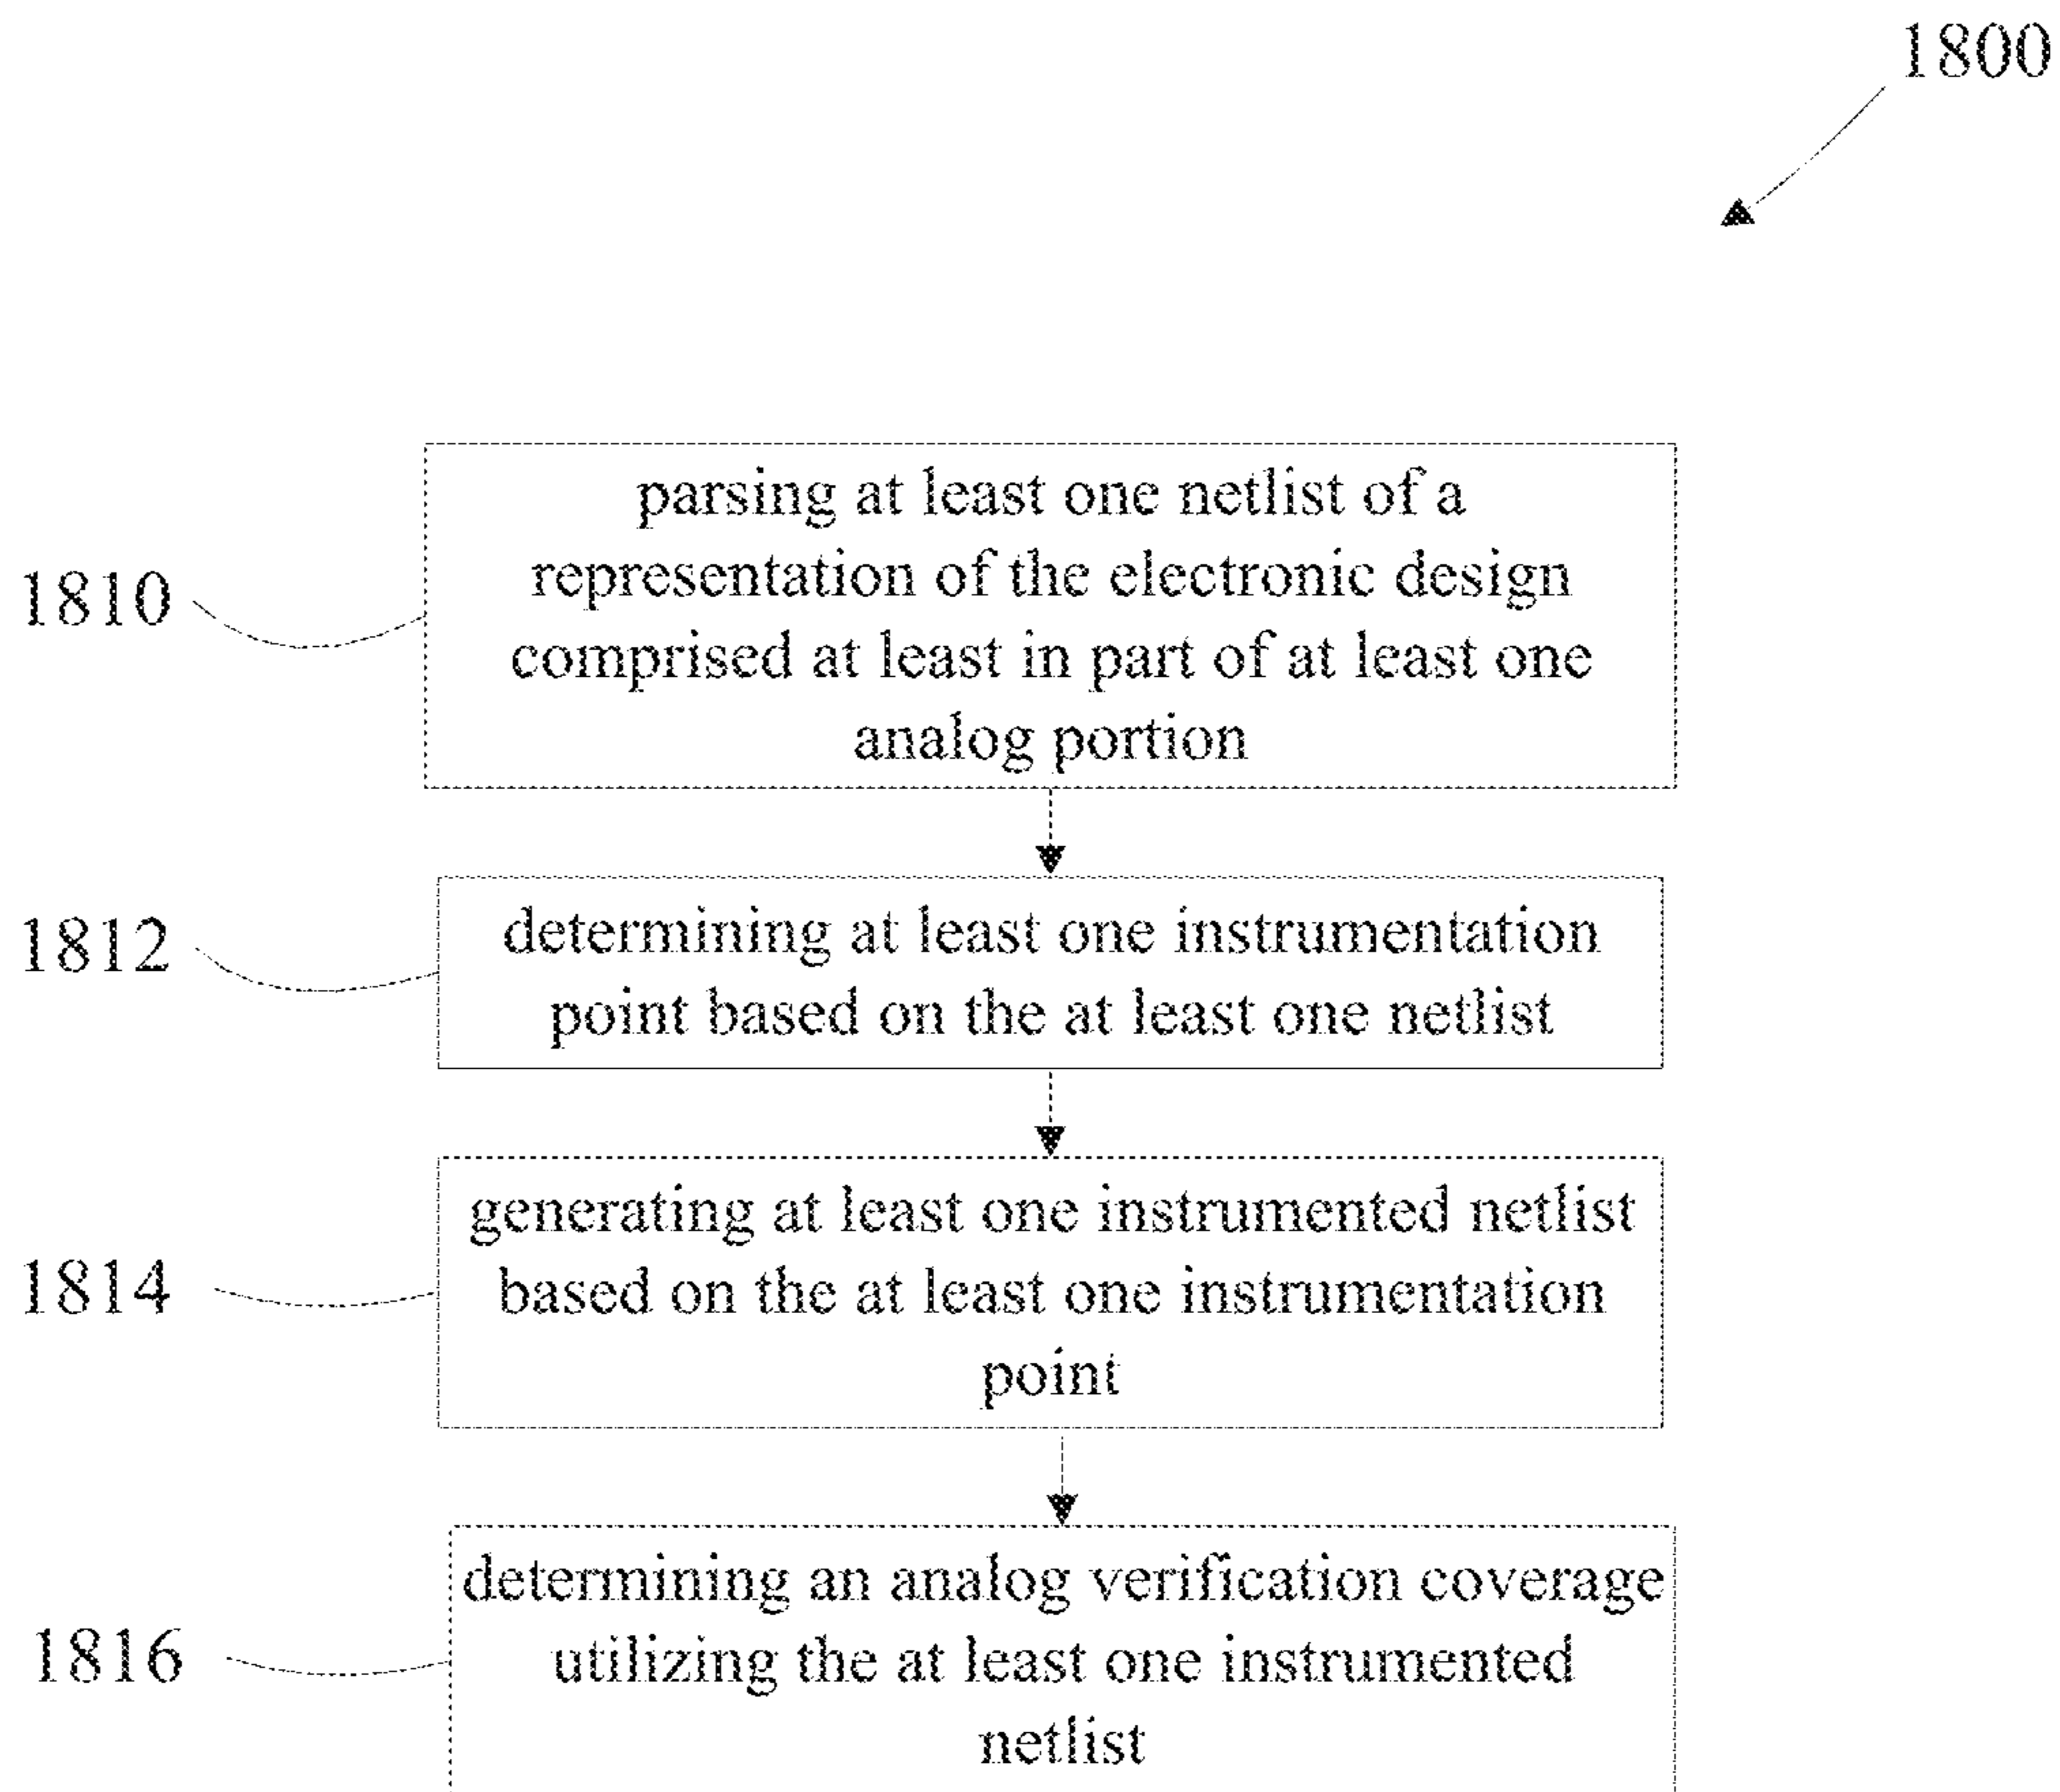 1800
1810
parsing at least one netlist of a
representation of the electronic design
comprised at least in part of at least one
analog portion
1812
determining at least one instrumentation
point based on the at least one netlist
1814
generating at least one instrumented netlist
based on the at least one instrumentation
point
1816
determining an analog verification coverage
utilizing the at least one instrumented
netlist